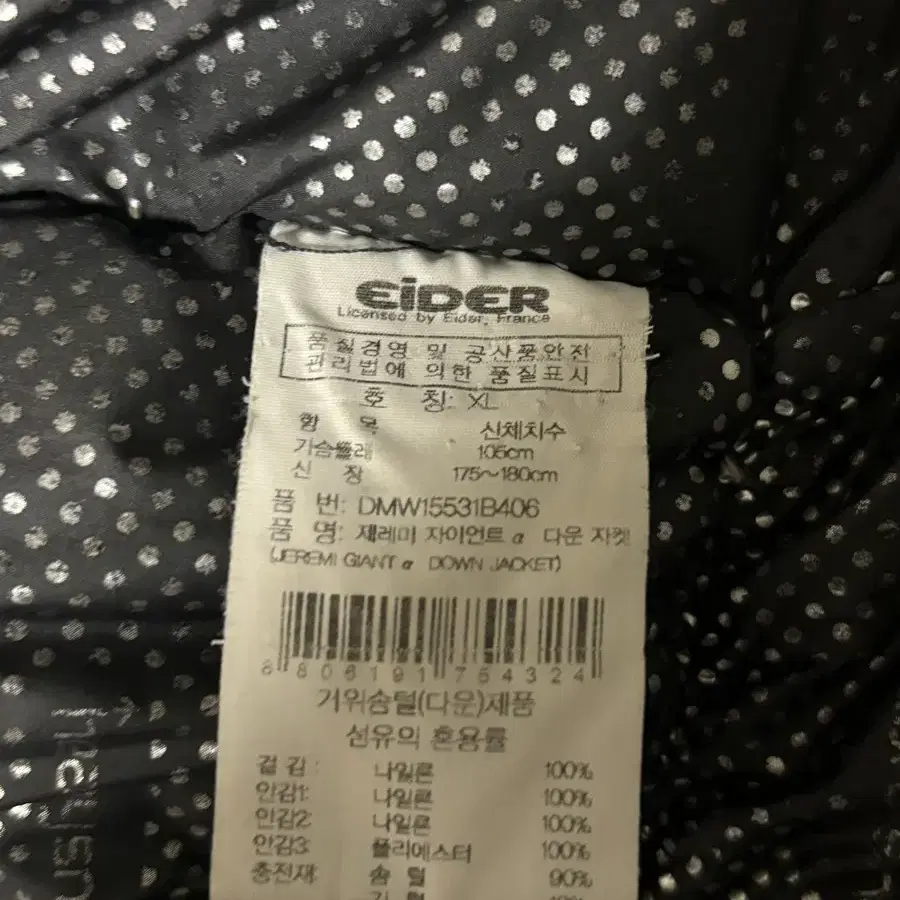 EiDER
Licensed by Eider, France
품질경영 및 공산품안전
관리법에 의한 품질표시
호 칭: XL
항 목 신체치수
가슴둘레 105cm
신 장 175~180cm
품 번: DMW15531B406
품 명: 제레미 자이언트 α 다운 자켓
(JEREMI GIANT α DOWN JACKET)
8 806191 754324
거위솜털(다운)제품
섬유의 혼용률
겉감: 나일론 100%
안감1: 나일론 100%
안감2: 나일론 100%
안감3: 폴리에스터 100%
충전재: 솜 털 90%